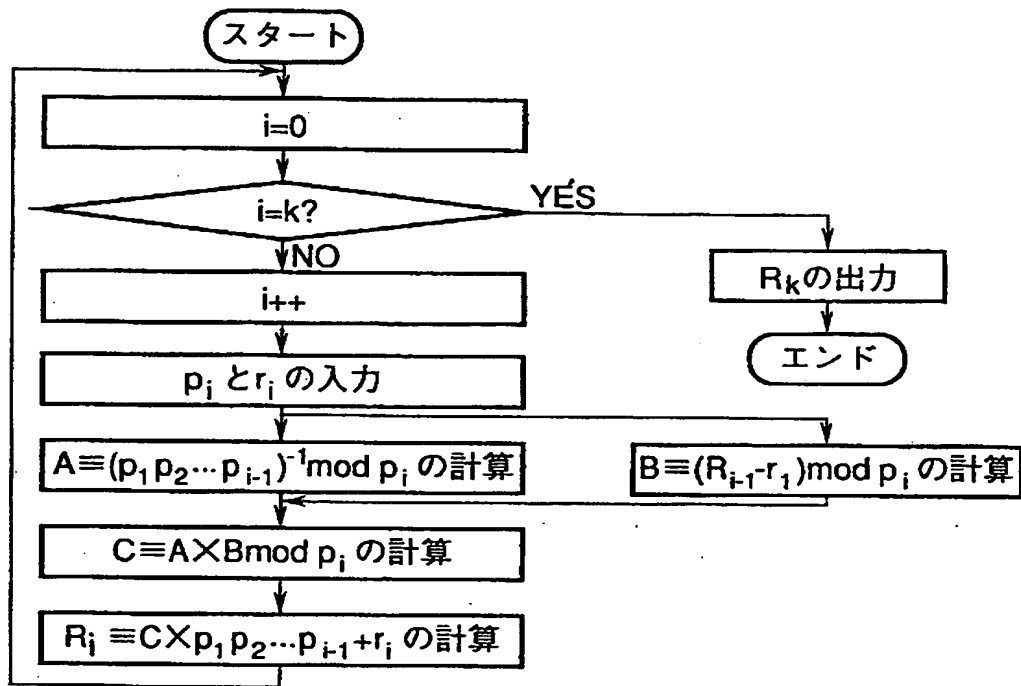 スタート
i=0
i=k?
YES
NO
i++
Rkの出力
エンド
piとriの入力
A≡(p1p2...pi-1)^-1mod piの計算
B≡(Ri-1-r1)mod piの計算
C≡A×Bmod piの計算
Ri≡C×p1p2...pi-1+riの計算